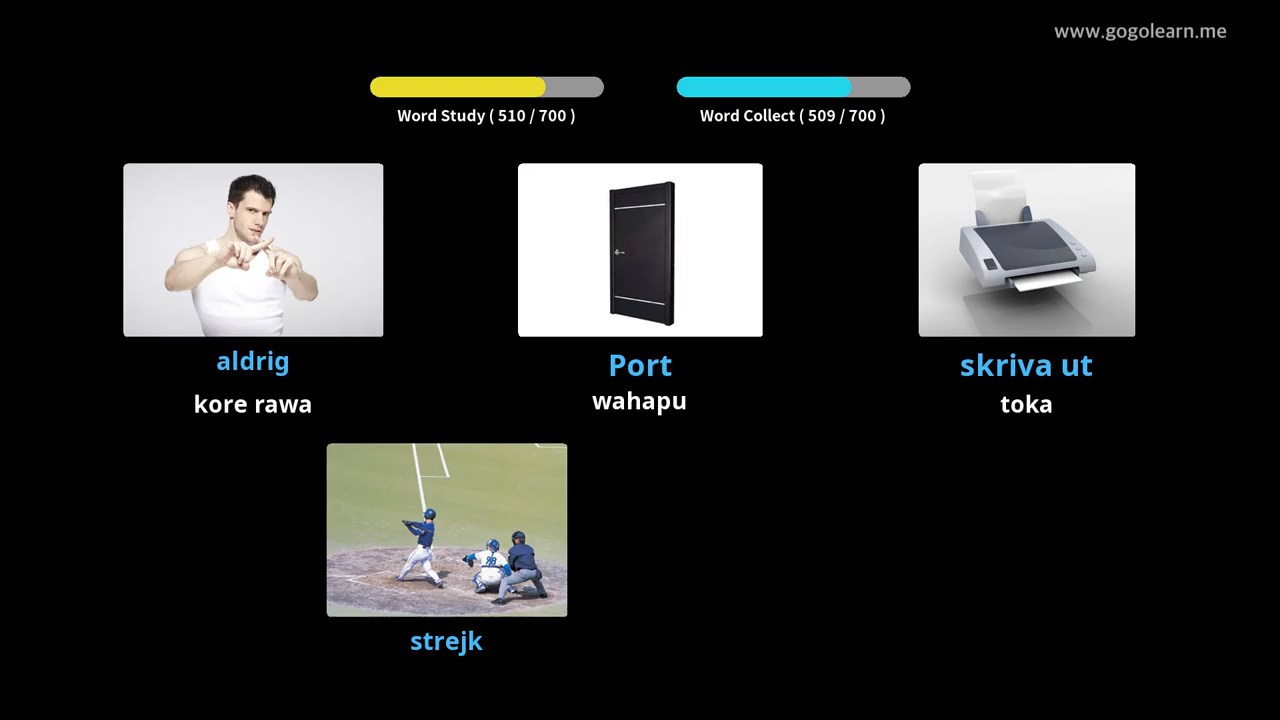 www.gogolearn.me
Word Study ( 510 / 700 )
Word Collect ( 509 / 700 )
aldrig
Port
skriva ut
kore rawa
wahapu
toka
strejk